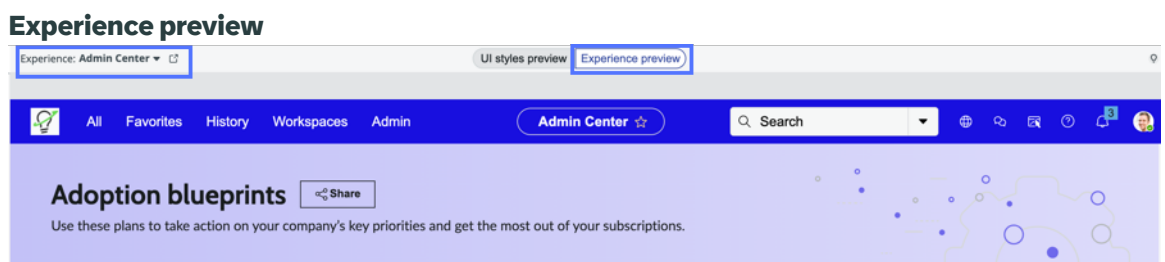 Experience preview
Experience: Admin Center UI styles preview Experience preview
All Favorites History Workspaces Admin Admin Center Search 3
Adoption blueprints Share
Use these plans to take action on your company's key priorities and get the most out of your subscriptions.